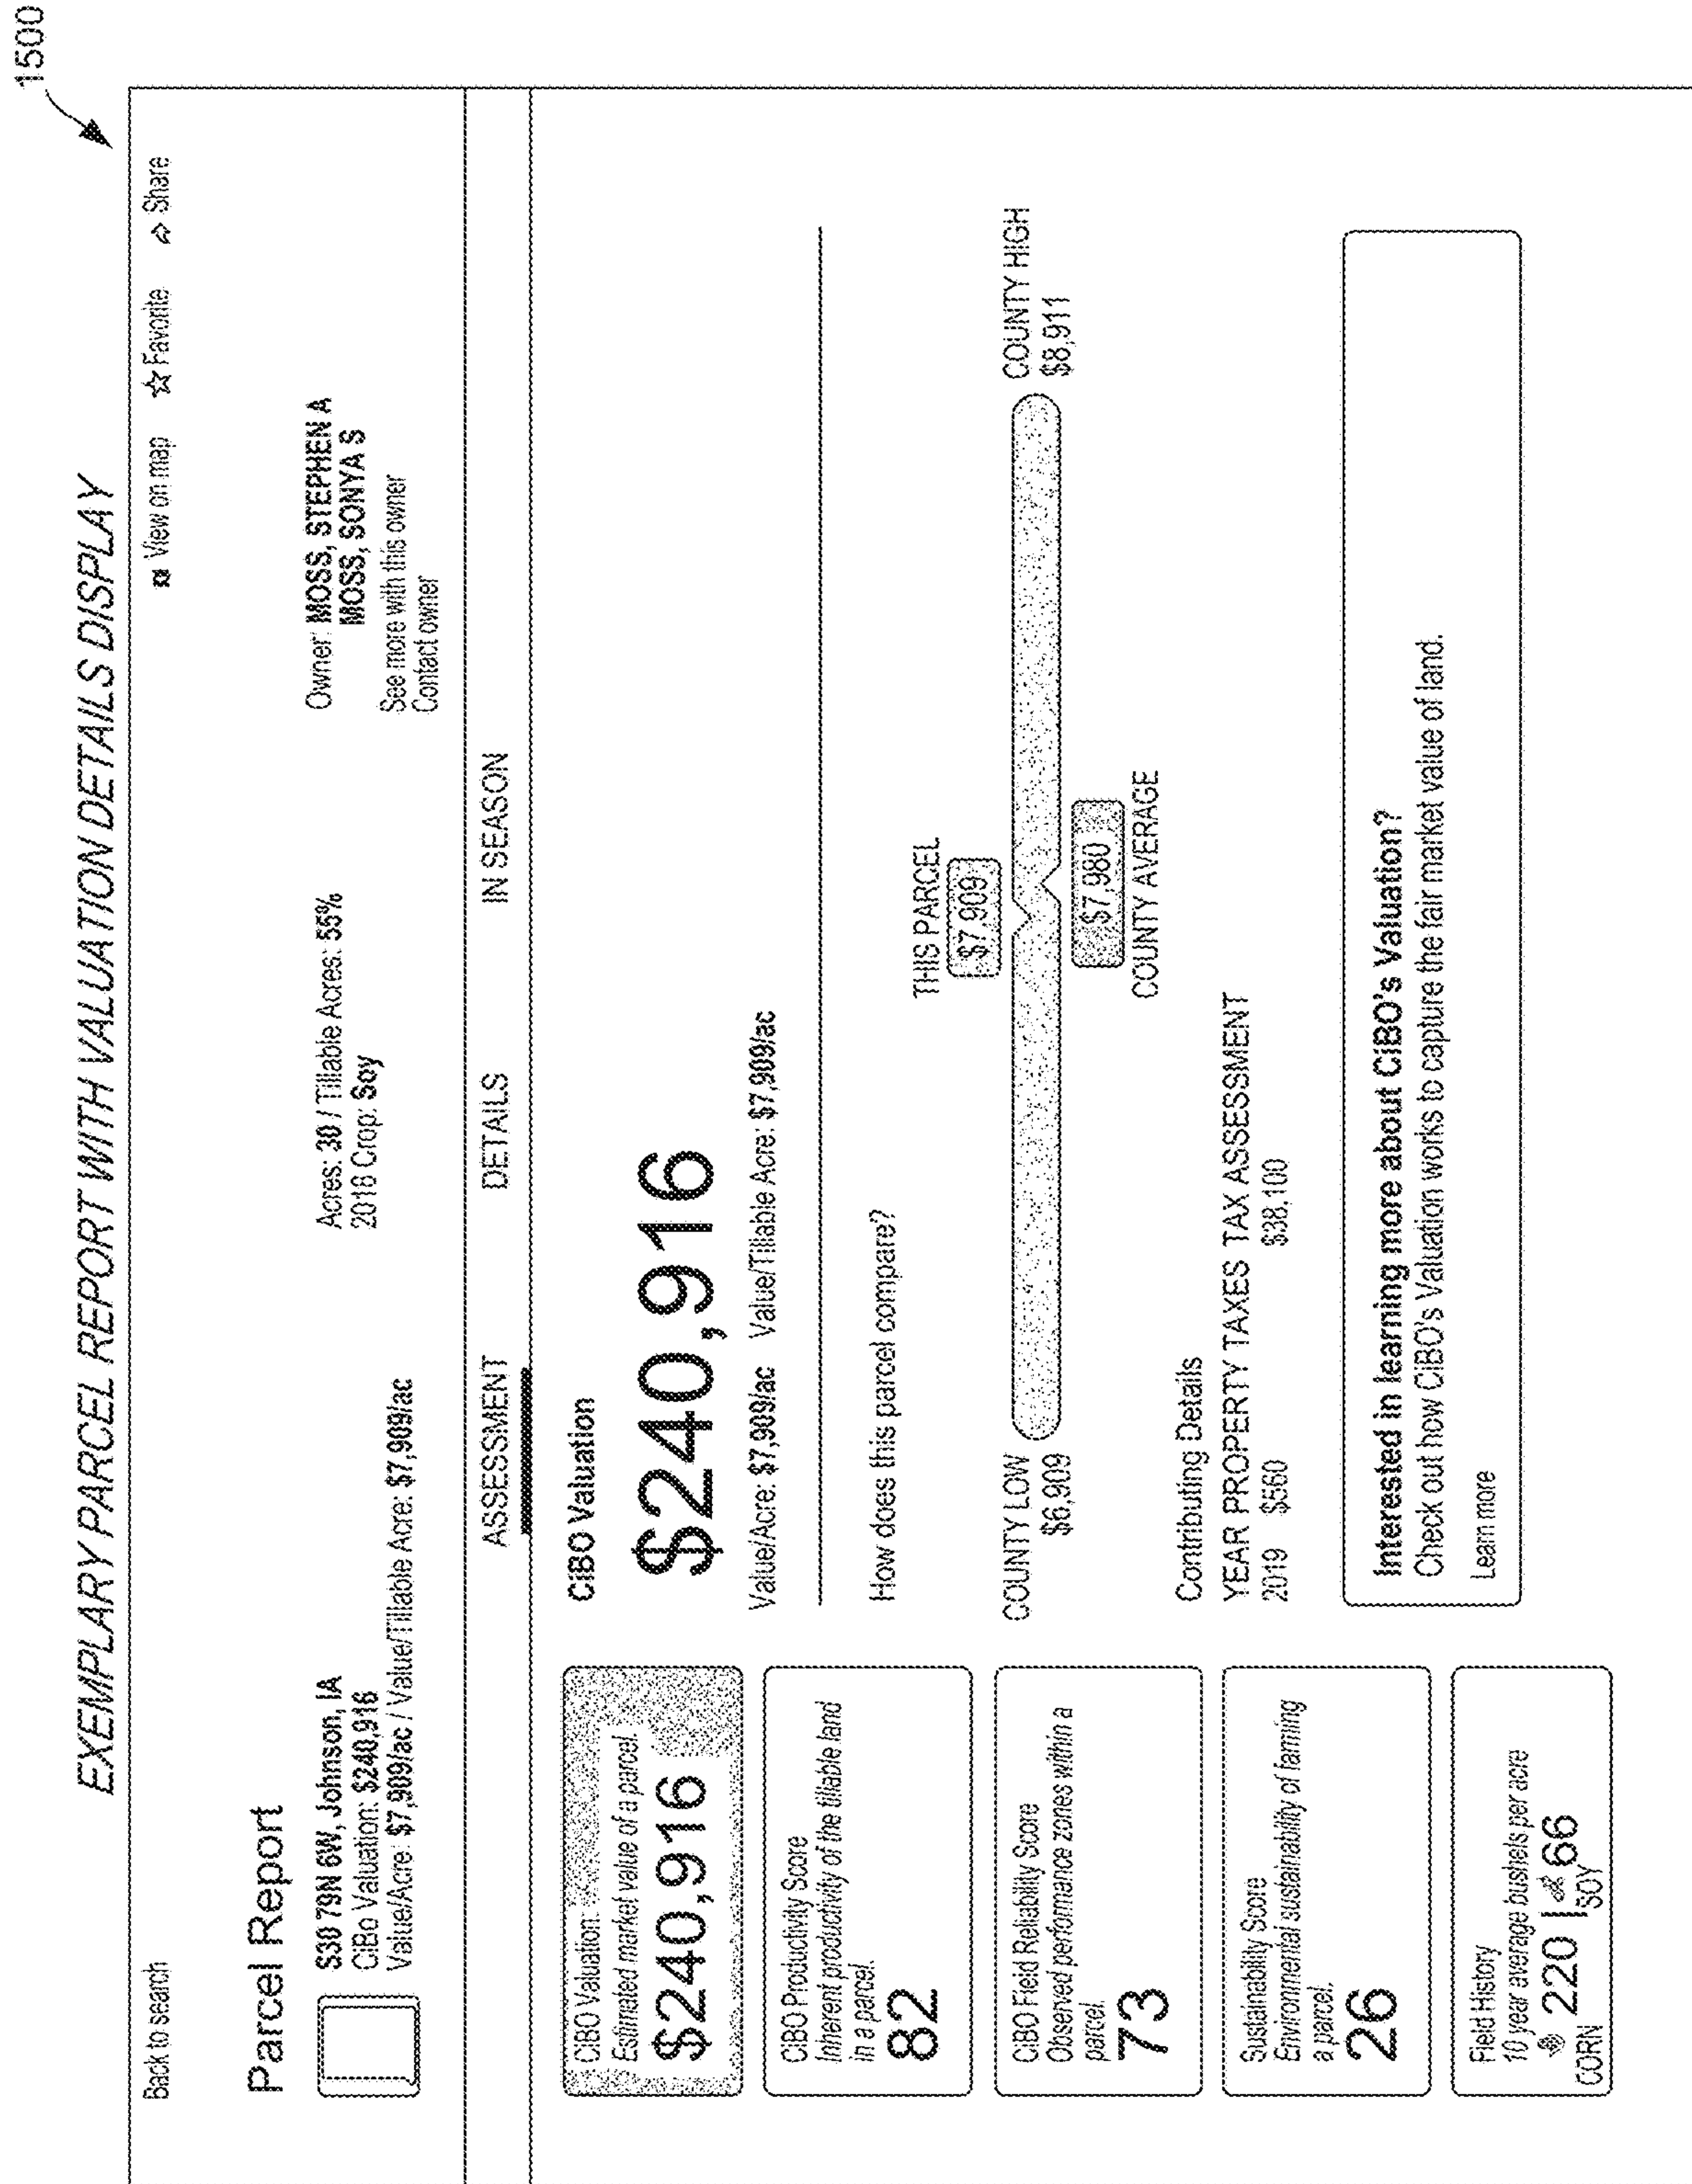 1500
EXEMPLARY PARCEL REPORT WITH VALUATION DETAILS DISPLAY
Back to search
View on map
Favorite
Share
Parcel Report
S30 79N 6W, Johnson, IA
CiBo Valuation: $240,916
Value/Acre: $7,909/ac / Value/Tillable Acre: $7,909/ac
Acres: 30 / Tillable Acres: 55%
2018 Crop: Soy
Owner: MOSS, STEPHEN A
MOSS, SONYA S
See more with this owner
Contact owner
ASSESSMENT
DETAILS
IN SEASON
CIBO Valuation:
Estimated market value of a parcel.
$240,916
CIBO Productivity Score
Inherent productivity of the tillable land
in a parcel.
82
CIBO Field Reliability Score
Observed performance zones within a
parcel.
73
Sustainability Score
Environmental sustainability of farming
a parcel.
26
Field History
10 year average bushels per acre
220 | 66
CORN SOY
CiBO Valuation
$240,916
Value/Acre: $7,909/ac Value/Tillable Acre: $7,909/ac
How does this parcel compare?
THIS PARCEL
$7,909
COUNTY LOW
$6,909
COUNTY HIGH
$8,911
$7,980
COUNTY AVERAGE
Contributing Details
YEAR PROPERTY TAXES TAX ASSESSMENT
2019 $560 $38,100
Interested in learning more about CiBO's Valuation?
Check out how CiBO's Valuation works to capture the fair market value of land.
Learn more